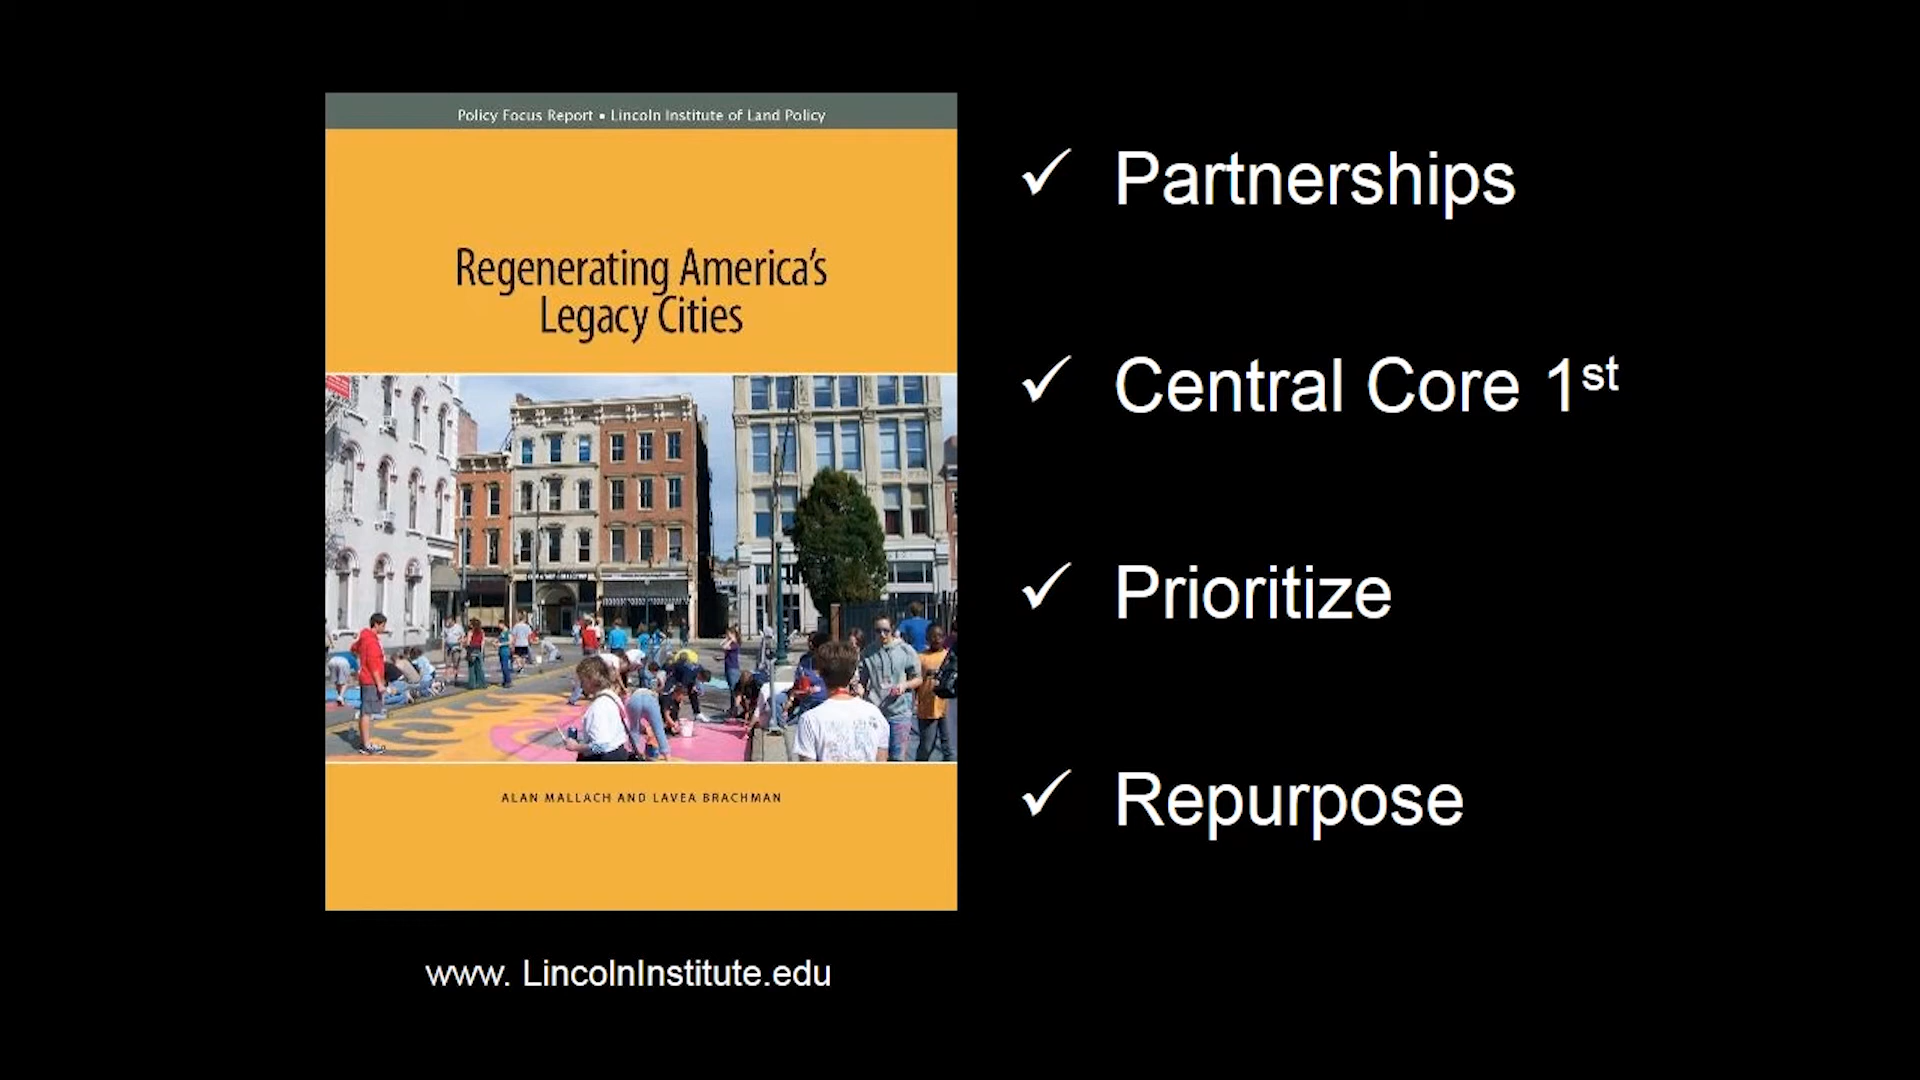 Policy Focus Report • Lincoln Institute of Land Policy
Regenerating America's
Legacy Cities
ALAN MALLACH AND LAVEA BRACHMAN
www. LincolnInstitute.edu
✓ Partnerships
✓ Central Core 1st
✓ Prioritize
✓ Repurpose